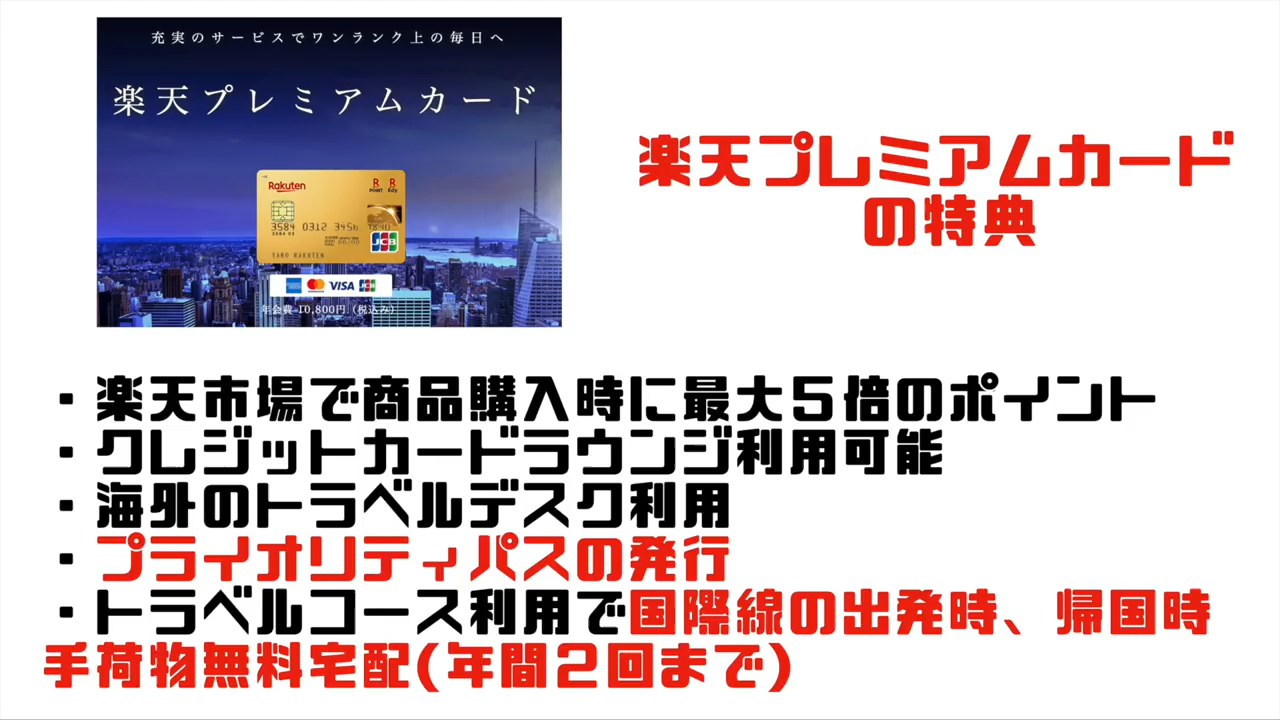 充実のサービスでワンランク上の毎日へ
楽天プレミアムカード
Rakuten
R POINT
R Edy
3584 0312 3456
3584
00/00
TARO RAKUTEN
JCB
VISA
JCB
年会費 10,800円(税込み)
楽天プレミアムカード
の特典
・楽天市場で商品購入時に最大5倍のポイント
・クレジットカードラウンジ利用可能
・海外のトラベルデスク利用
・プライオリティパスの発行
・トラベルコース利用で国際線の出発時、帰国時
手荷物無料宅配(年間2回まで)